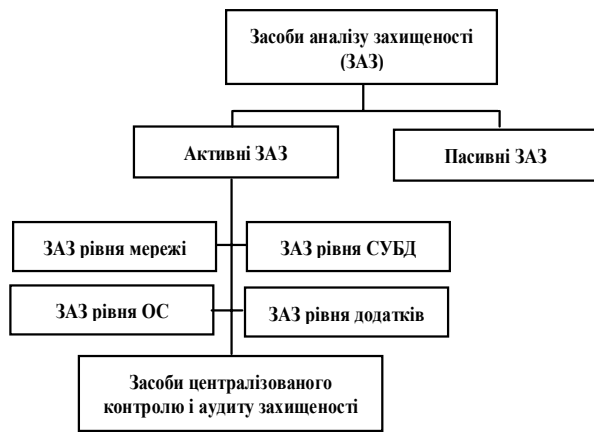 Засоби аналізу захищеності
(ЗАЗ)
Активні ЗАЗ
Пасивні ЗАЗ
ЗАЗ рівня мережі
ЗАЗ рівня СУБД
ЗАЗ рівня ОС
ЗАЗ рівня додатків
Засоби централізованого
контролю і аудиту захищеності